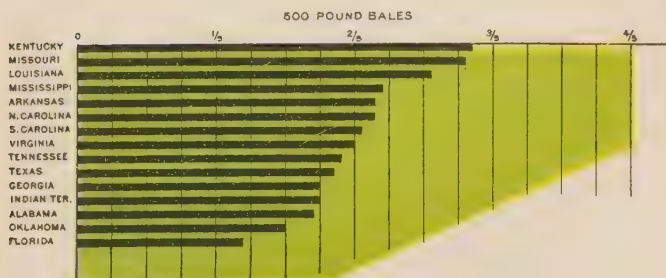 500 POUND BALES
0 1/5 2/5 3/5 4/5
KENTUCKY
MISSOURI
LOUISIANA
MISSISSIPPI
ARKANSAS
N. CAROLINA
S. CAROLINA
VIRGINIA
TENNESSEE
TEXAS
GEORGIA
INDIAN TER.
ALABAMA
OKLAHOMA
FLORIDA